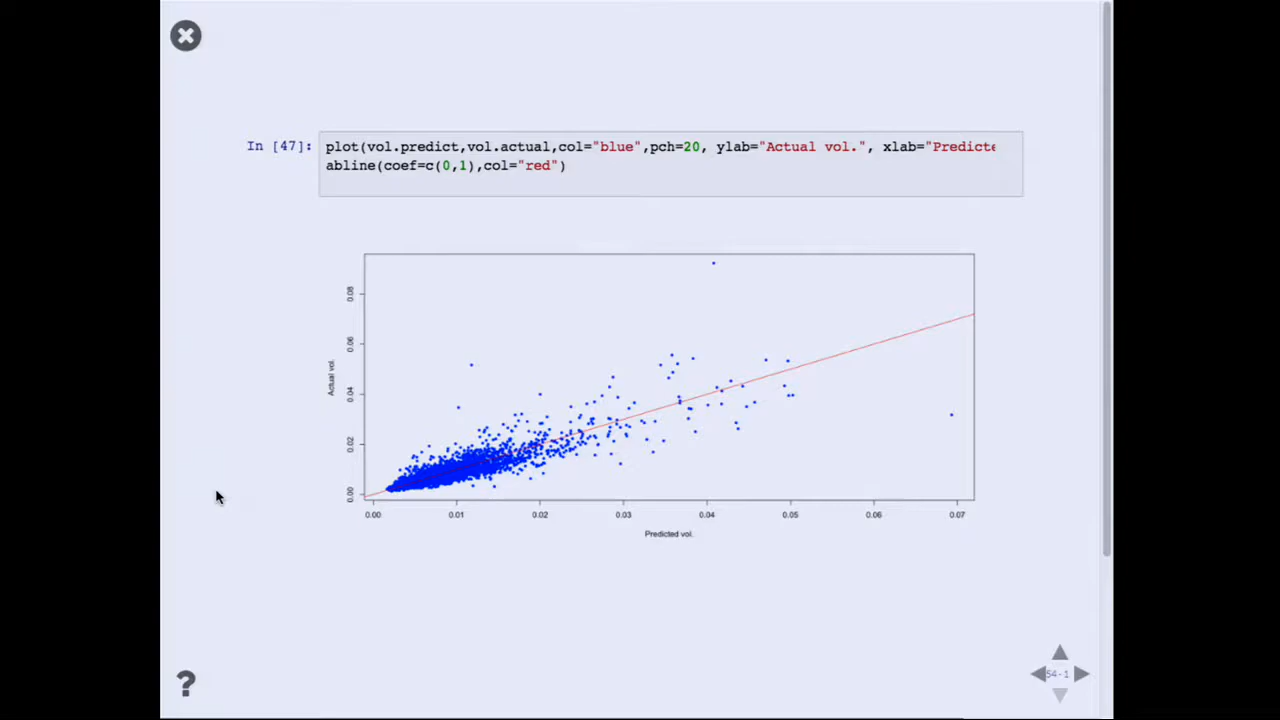 In [47]:
plot(vol.predict,vol.actual,col="blue",pch=20, ylab="Actual vol.", xlab="Predicte
abline(coef=c(0,1),col="red")
0.08
0.06
0.04
0.02
0.00
Actual vol.
0.00 0.01 0.02 0.03 0.04 0.05 0.06 0.07
Predicted vol.
?
54-1